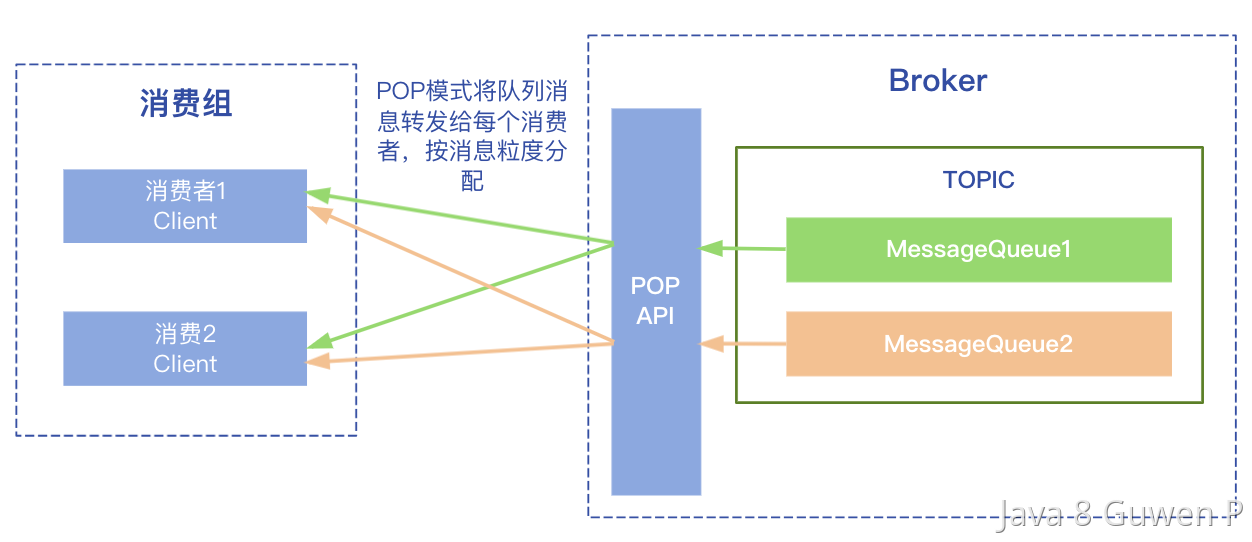 消费组
消费者1
Client
消费2
Client
POP模式将队列消
息转发给每个消费
者，按消息粒度分
配
Broker
POP
API
TOPIC
MessageQueue1
MessageQueue2
Java 8 Guwen P